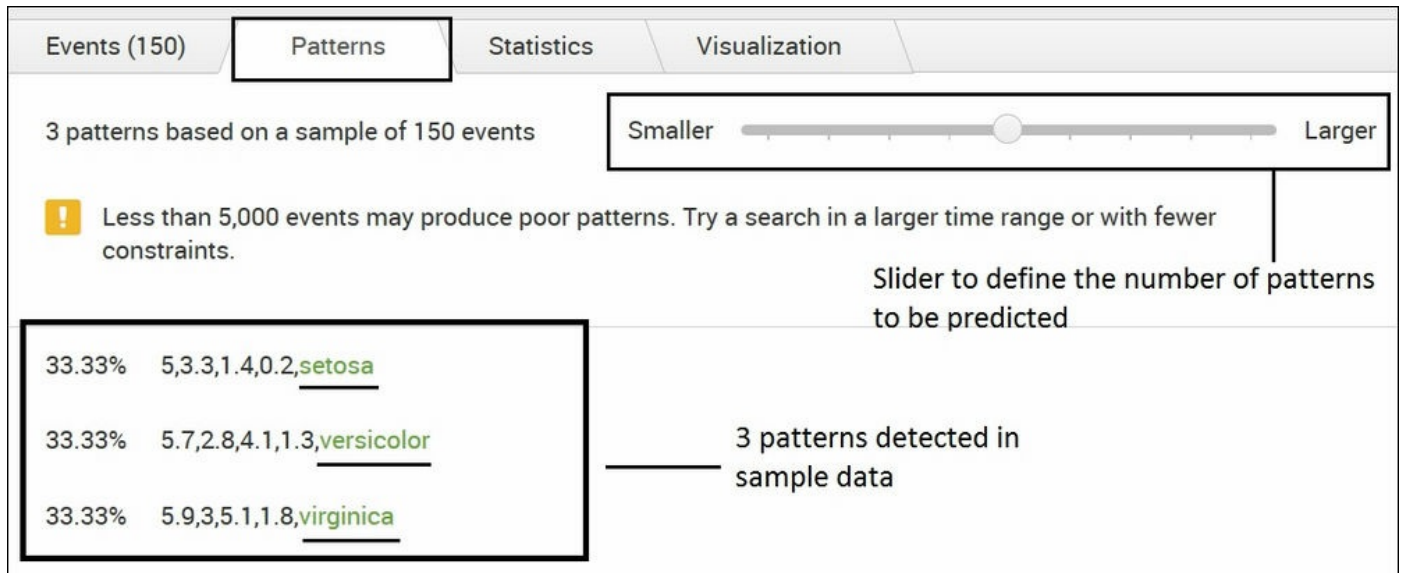 Events (150) Patterns Statistics Visualization
3 patterns based on a sample of 150 events Smaller Larger
! Less than 5,000 events may produce poor patterns. Try a search in a larger time range or with fewer
constraints.
Slider to define the number of patterns
to be predicted
33.33% 5,3.3,1.4,0.2,setosa
33.33% 5.7,2.8,4.1,1.3,versicolor
3 patterns detected in
sample data
33.33% 5.9,3,5.1,1.8,virginica